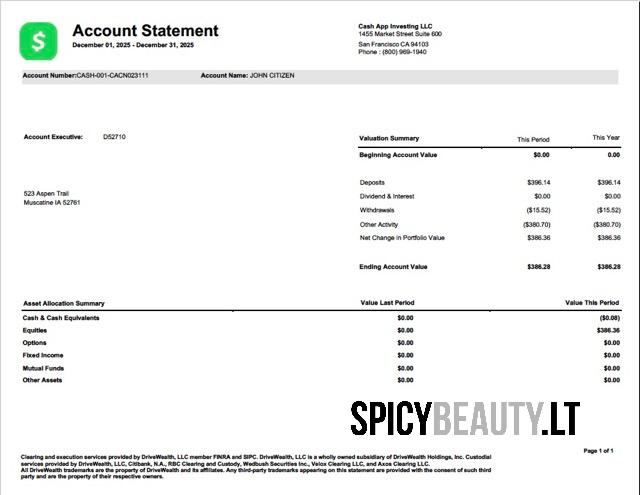 Account Statement
December 01, 2025 - December 31, 2025
Cash App Investing LLC
1455 Market Street Suite 600
San Francisco CA 94103
Phone : (800) 969-1940
Account Number:CASH-001-CACN023111 Account Name: JOHN CITIZEN
Account Executive: D52710
523 Aspen Trail
Muscatine IA 52761
Valuation Summary This Period This Year
Beginning Account Value $0.00 0.00
Deposits $396.14 $396.14
Dividend & Interest $0.00 $0.00
Withdrawals ($15.52) ($15.52)
Other Activity ($380.70) ($380.70)
Net Change in Portfolio Value $386.36 $386.36
Ending Account Value $386.28 $386.28
Asset Allocation Summary Value Last Period Value This Period
Cash & Cash Equivalents $0.00 ($0.08)
Equities $0.00 $386.36
Options $0.00 $0.00
Fixed Income $0.00 $0.00
Mutual Funds $0.00 $0.00
Other Assets $0.00 $0.00
SPICYBEAUTY.LT
Page 1 of 1
Clearing and execution services provided by DriveWealth, LLC member FINRA and SIPC. DriveWealth, LLC is a wholly owned subsidiary of DriveWealth Holdings, Inc. Custodial
services provided by DriveWealth, LLC, Citibank, N.A., RBC Clearing and Custody, Wedbush Securities Inc., Velox Clearing LLC, and Axos Clearing LLC.
All DriveWealth trademarks are the property of DriveWealth and its affiliates. Any third-party trademarks appearing on this statement are provided with the consent of such third
party and are the property of their respective owners.